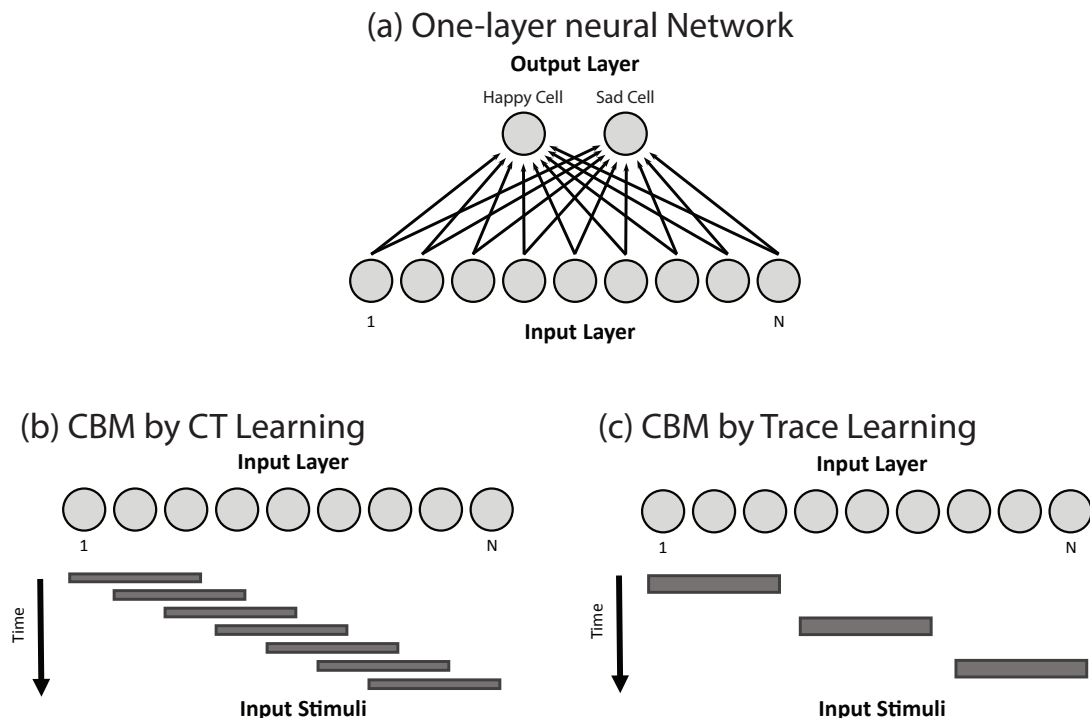 (a) One-layer neural Network
Output Layer
Happy Cell Sad Cell
1 N
Input Layer
(b) CBM by CT Learning
Input Layer
1 N
Time
Input Stimuli
(c) CBM by Trace Learning
Input Layer
1 N
Time
Input Stimuli